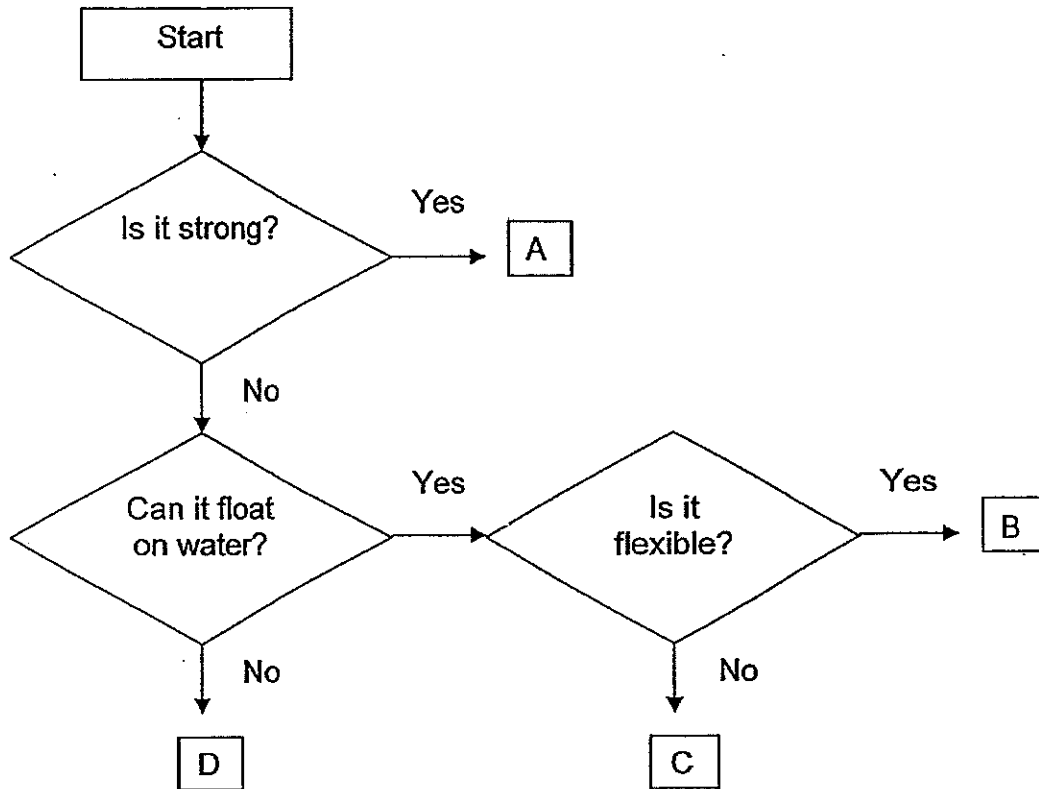 Start
Is it strong?
Yes
A
No
Can it float
on water?
Yes
Is it
flexible?
Yes
B
No
D
No
C